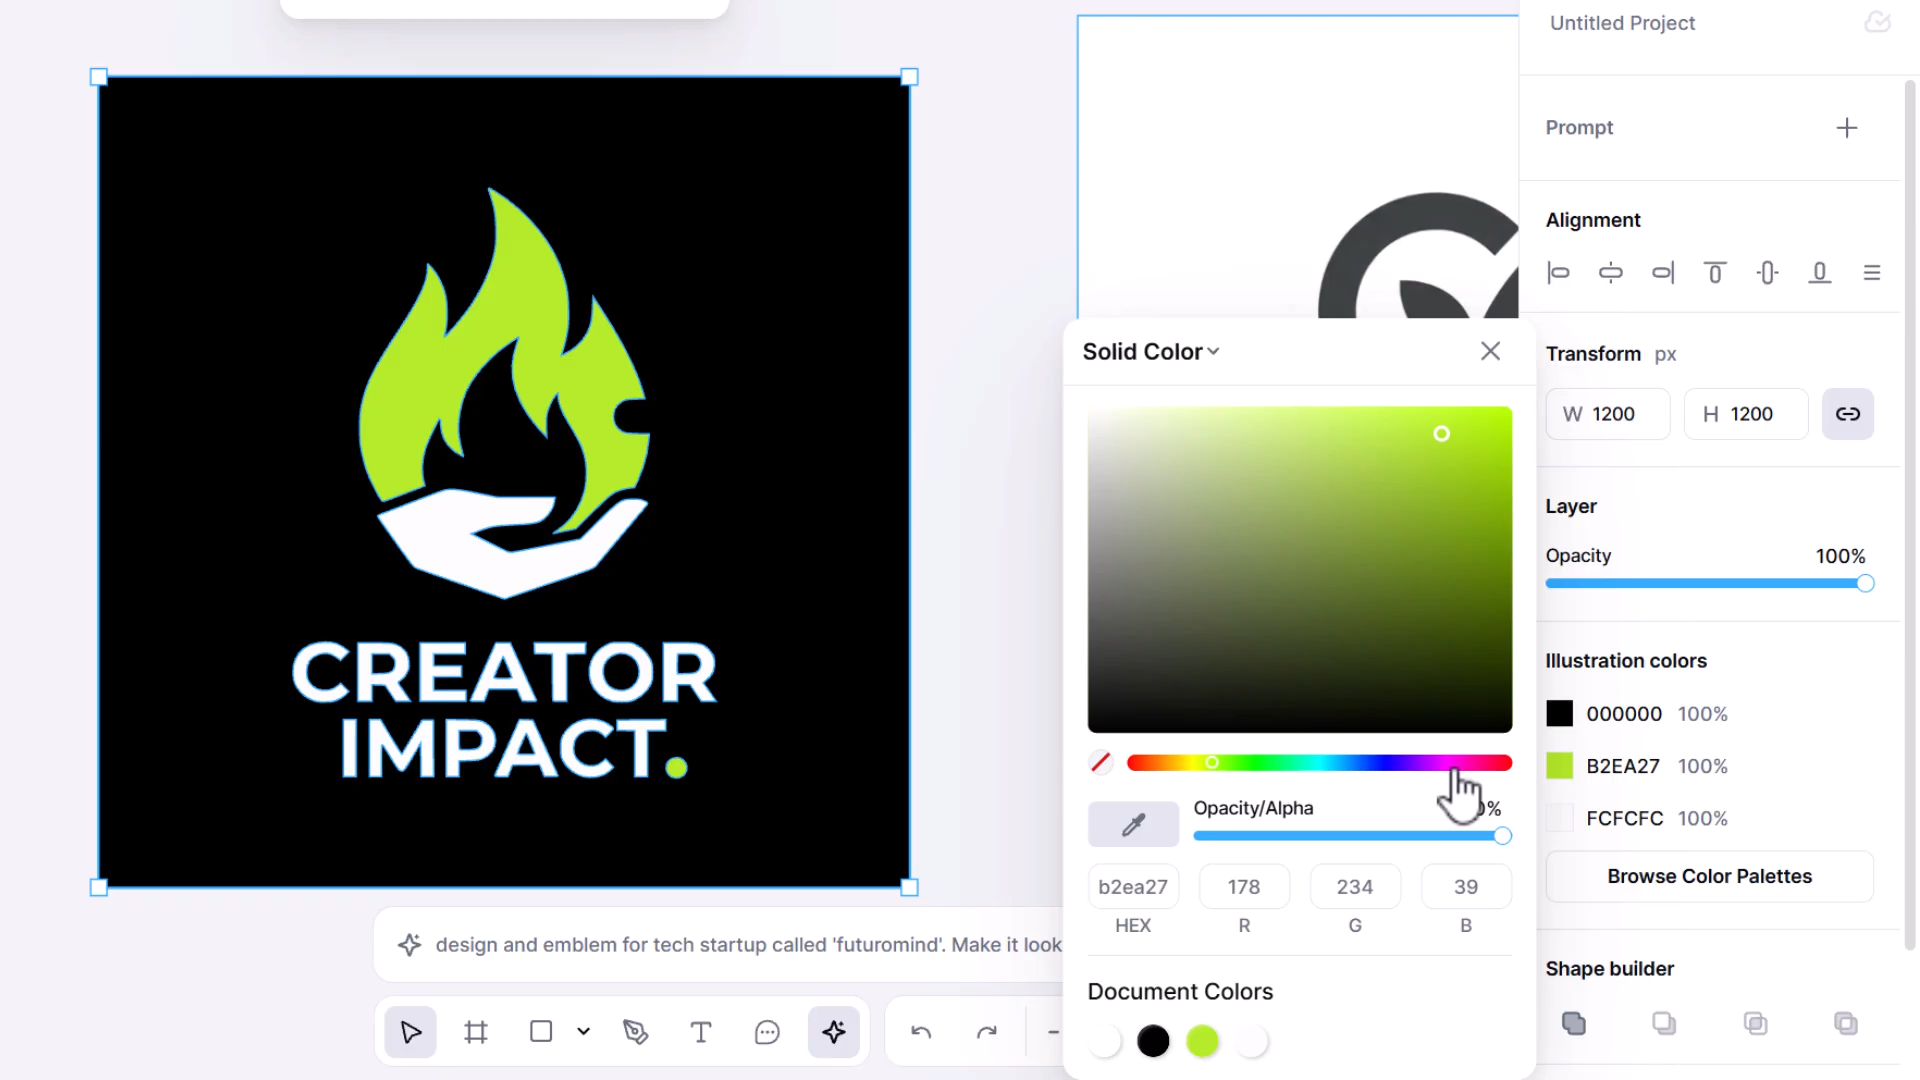 Untitled Project
Prompt
Alignment
Transform px
W 1200 H 1200
Layer
Opacity 100%
Illustration colors
000000 100%
B2EA27 100%
FCFCFC 100%
Browse Color Palettes
Shape builder
CREATOR
IMPACT.
Solid Color
Opacity/Alpha %
b2ea27 178 234 39
HEX R G B
Document Colors
design and emblem for tech startup called 'futuromind'. Make it look